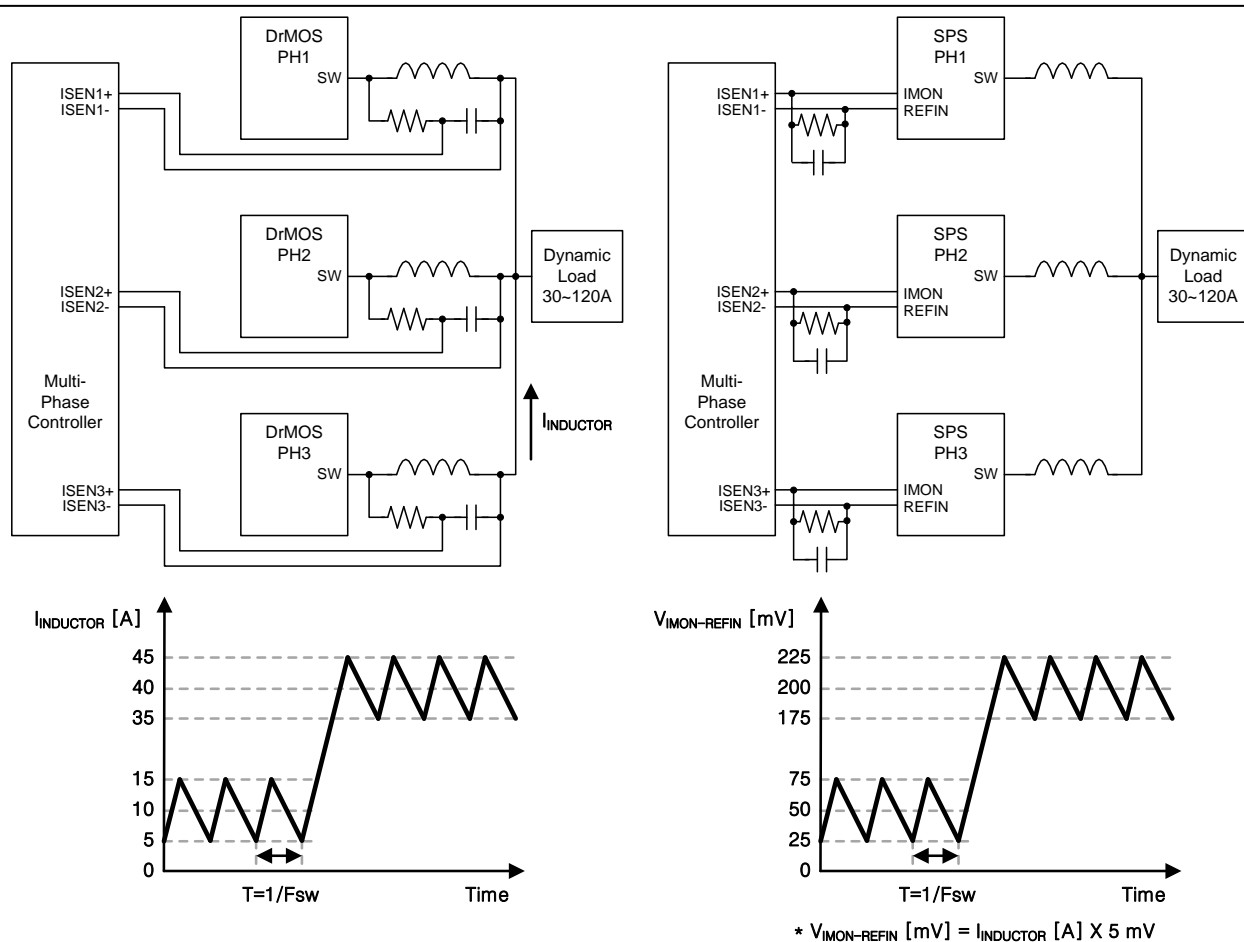 DrMOS
PH1
SW
ISEN1+
ISEN1-
DrMOS
PH2
SW
ISEN2+
ISEN2-
Dynamic
Load
30~120A
Multi-
Phase
Controller
IINDUCTOR
DrMOS
PH3
SW
ISEN3+
ISEN3-
SPS
PH1
SW
ISEN1+
ISEN1-
IMON
REFIN
SPS
PH2
SW
ISEN2+
ISEN2-
IMON
REFIN
Dynamic
Load
30~120A
Multi-
Phase
Controller
SPS
PH3
SW
ISEN3+
ISEN3-
IMON
REFIN
IINDUCTOR [A]
45
40
35
15
10
5
0
T=1/Fsw
Time
VIMON-REFIN [mV]
225
200
175
75
50
25
0
T=1/Fsw
Time
* VIMON-REFIN [mV] = IINDUCTOR [A] X 5 mV